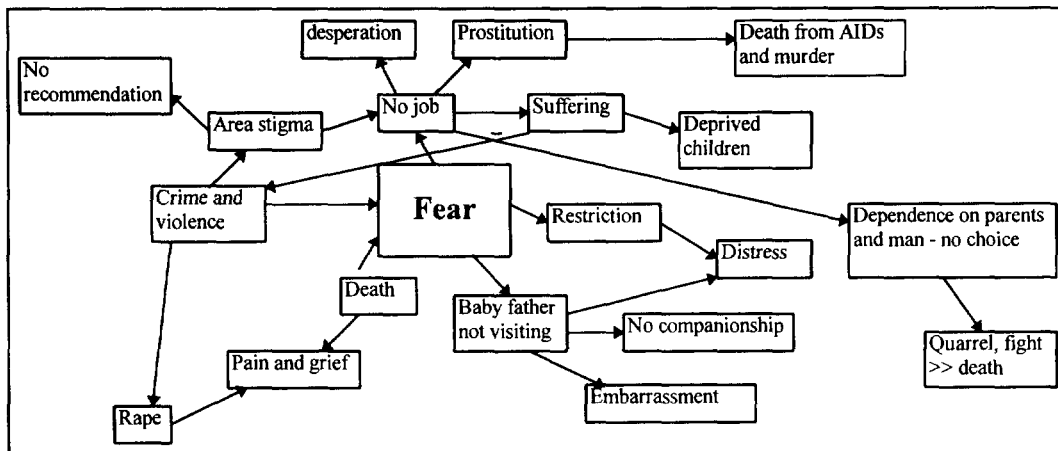 desperation
Prostitution
Death from AIDs
and murder
No
recommendation
No job
Suffering
Area stigma
Deprived
children
Crime and
violence
Fear
Restriction
Dependence on parents
and man - no choice
Distress
Death
Baby father
not visiting
No companionship
Pain and grief
Quarrel, fight
>> death
Embarrassment
Rape